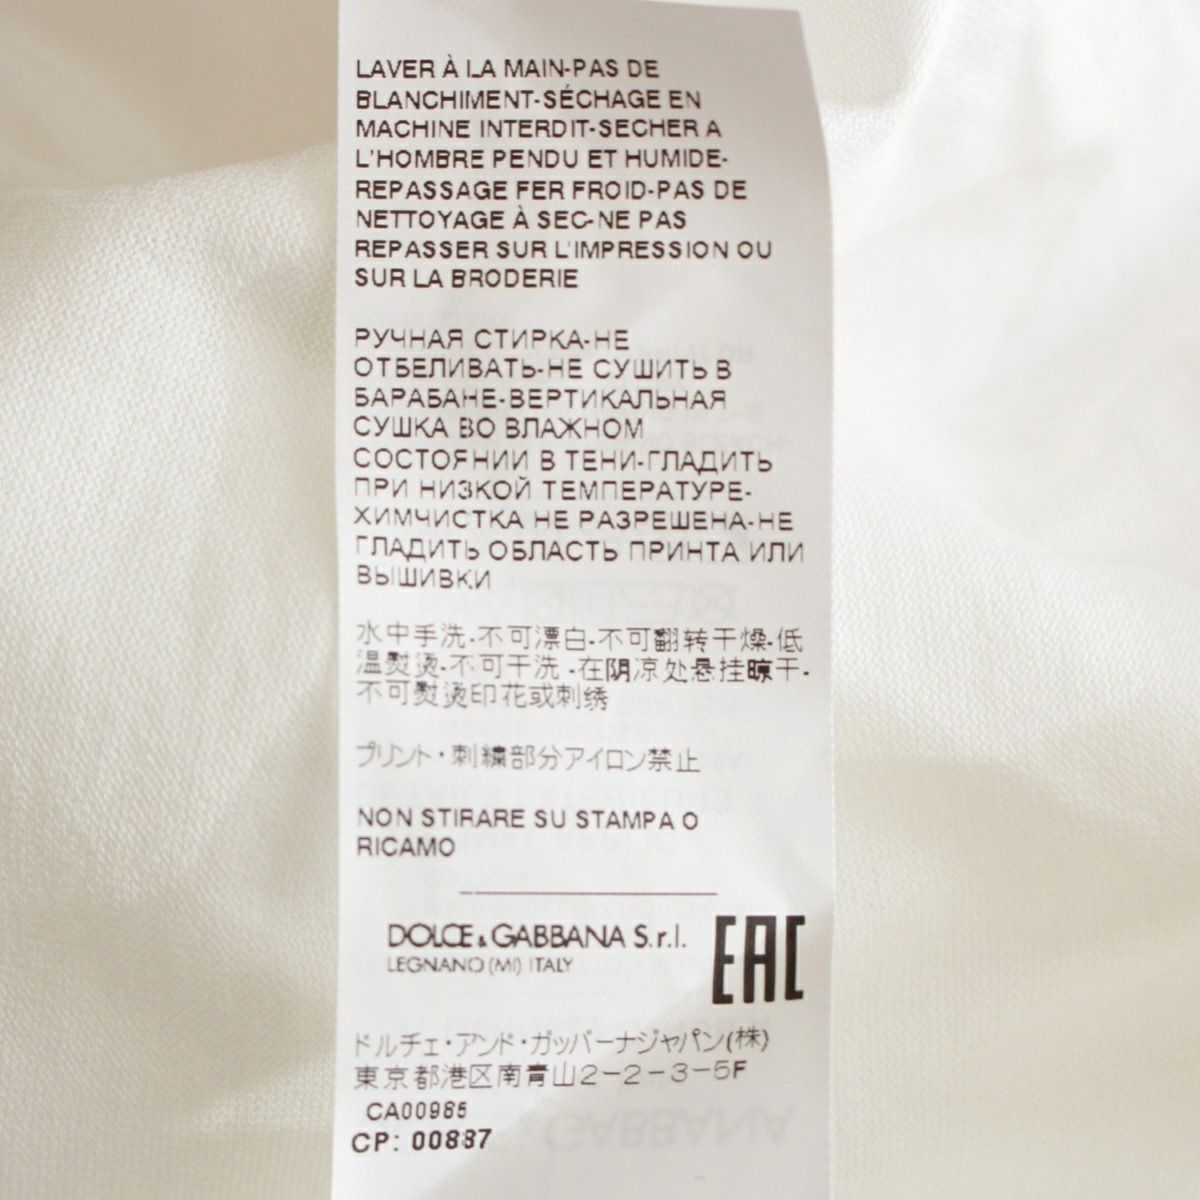 LAVER À LA MAIN-PAS DE
BLANCHIMENT-SÉCHAGE EN
MACHINE INTERDIT-SECHER A
L'HOMBRE PENDU ET HUMIDE-
REPASSAGE FER FROID-PAS DE
NETTOYAGE À SEC-NE PAS
REPASSER SUR L'IMPRESSION OU
SUR LA BRODERIE
РУЧНАЯ СТИРКА-НЕ
ОТБЕЛИВАТЬ-НЕ СУШИТЬ В
БАРАБАНЕ-ВЕРТИКАЛЬНАЯ
СУШКА ВО ВЛАЖНОМ
СОСТОЯНИИ В ТЕНИ-ГЛАДИТЬ
ПРИ НИЗКОЙ ТЕМПЕРАТУРЕ-
ХИМЧИСТКА НЕ РАЗРЕШЕНА-НЕ
ГЛАДИТЬ ОБЛАСТЬ ПРИНТА ИЛИ
ВЫШИВКИ
水中手洗-不可漂白-不可翻转干燥-低
温熨烫-不可干洗 -在阴凉处悬挂晾干-
不可熨烫印花或刺绣
プリント・刺繍部分アイロン禁止
NON STIRARE SU STAMPA O
RICAMO
DOLCE & GABBANA S.r.l.
LEGNANO (MI) ITALY
EAC
ドルチェ・アンド・ガッバーナジャパン(株)
東京都港区南青山2-2-3-5F
CA00985
CP: 00887